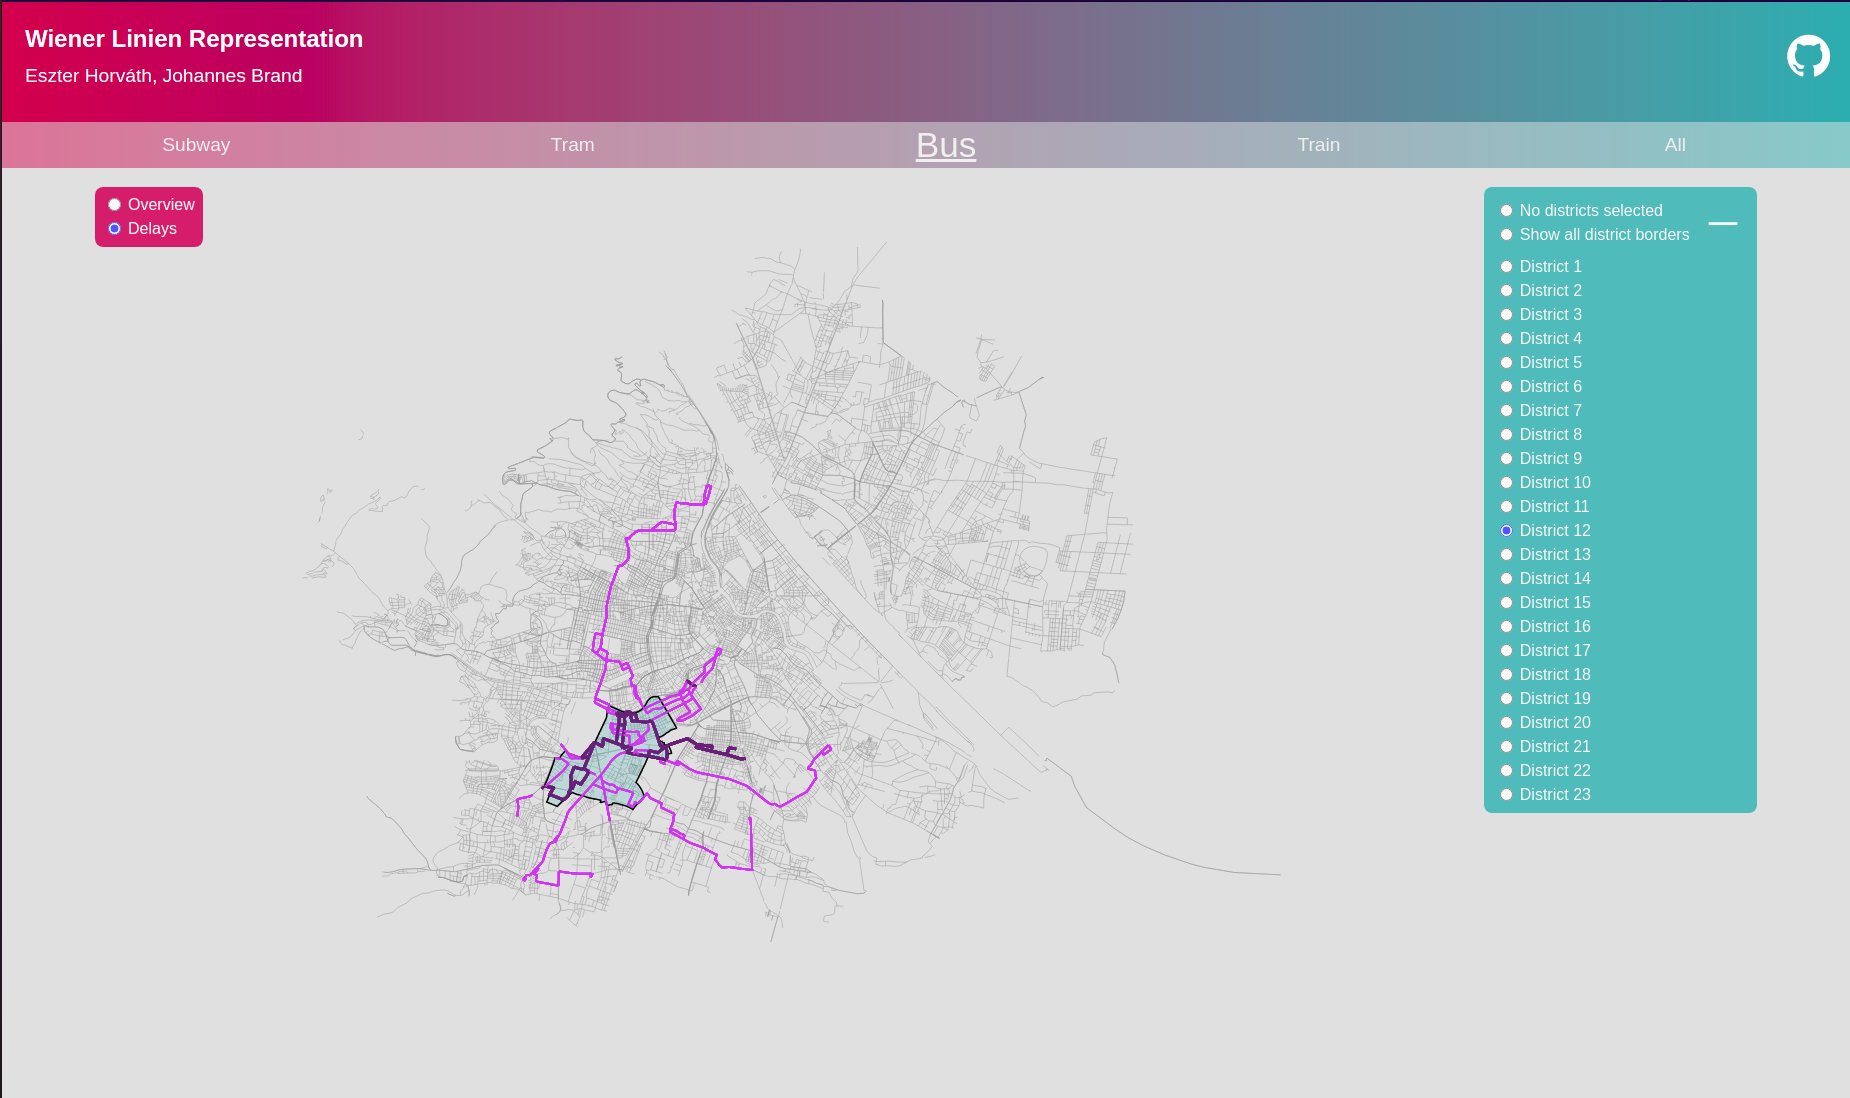 Wiener Linien Representation
Eszter Horváth, Johannes Brand
Subway Tram Bus Train All
Overview
Delays
No districts selected
Show all district borders
District 1
District 2
District 3
District 4
District 5
District 6
District 7
District 8
District 9
District 10
District 11
District 12
District 13
District 14
District 15
District 16
District 17
District 18
District 19
District 20
District 21
District 22
District 23